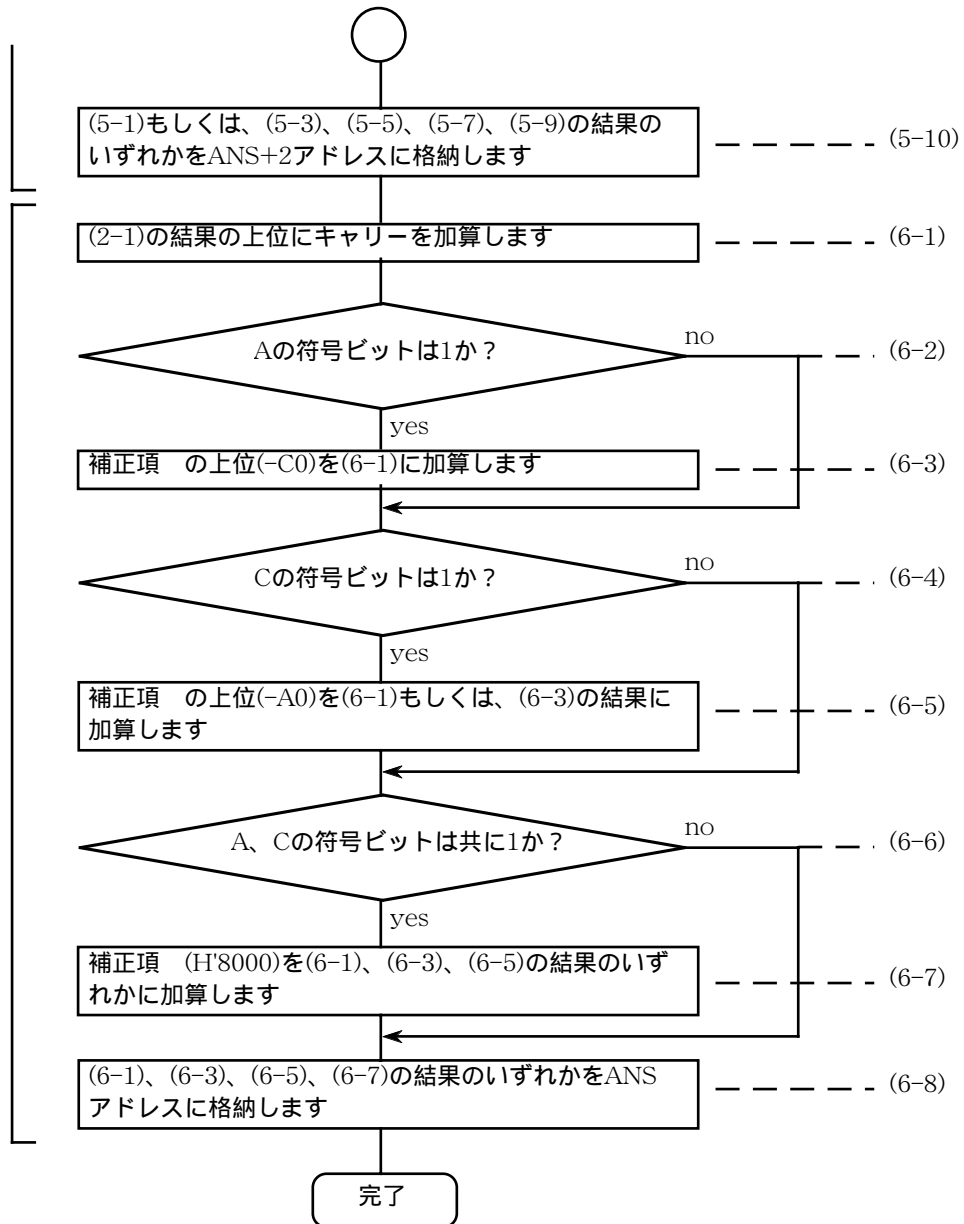 (5-1)もしくは、(5-3)、(5-5)、(5-7)、(5-9)の結果の
いずれかをANS+2アドレスに格納します
(5-10)
(2-1)の結果の上位にキャリーを加算します
(6-1)
Aの符号ビットは1か？
no
(6-2)
yes
補正項　の上位(-C0)を(6-1)に加算します
(6-3)
Cの符号ビットは1か？
no
(6-4)
yes
補正項　の上位(-A0)を(6-1)もしくは、(6-3)の結果に
加算します
(6-5)
A、Cの符号ビットは共に1か？
no
(6-6)
yes
補正項　(H'8000)を(6-1)、(6-3)、(6-5)の結果のいず
れかに加算します
(6-7)
(6-1)、(6-3)、(6-5)、(6-7)の結果のいずれかをANS
アドレスに格納します
(6-8)
完了